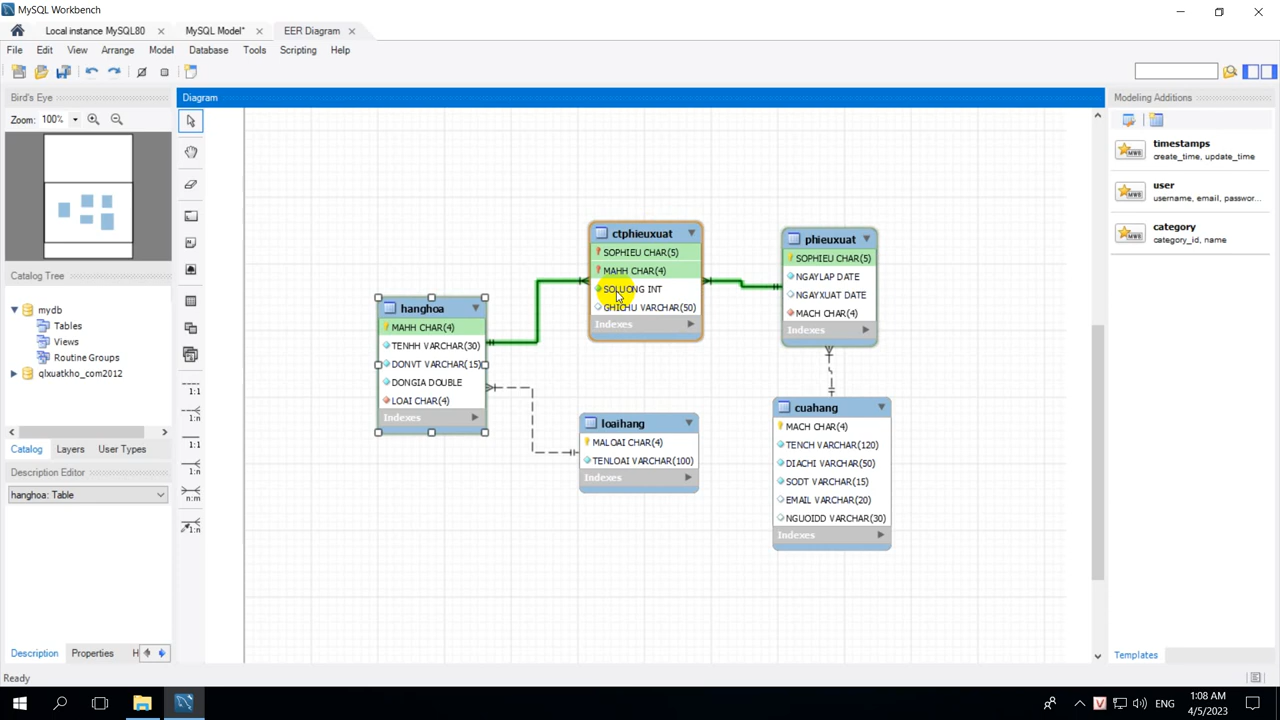 MySQL Workbench
Local instance MySQL80
MySQL Model*
EER Diagram
File Edit View Arrange Model Database Tools Scripting Help
Bird's Eye
Zoom: 100%
Catalog Tree
mydb
Tables
Views
Routine Groups
qlxuatkho_com2012
Catalog Layers User Types
Description Editor
hanghoa: Table
Description Properties H
Ready
Diagram
1:1
1:n
1:1
1:n
n:m
1:n
hanghoa
MAHH CHAR(4)
TENHH VARCHAR(30)
DONVT VARCHAR(15)
DONGIA DOUBLE
LOAI CHAR(4)
Indexes
ctphieuxuat
SOPHIEU CHAR(5)
MAHH CHAR(4)
SOLUONG INT
GHICHU VARCHAR(50)
Indexes
phieuxuat
SOPHIEU CHAR(5)
NGAYLAP DATE
NGAYXUAT DATE
MACH CHAR(4)
Indexes
loaihang
MALOAI CHAR(4)
TENLOAI VARCHAR(100)
Indexes
cuahang
MACH CHAR(4)
TENCH VARCHAR(120)
DIACHI VARCHAR(50)
SODT VARCHAR(15)
EMAIL VARCHAR(20)
NGUOIDD VARCHAR(30)
Indexes
Modeling Additions
timestamps
create_time, update_time
user
username, email, passwor...
category
category_id, name
Templates
ENG
1:08 AM
4/5/2023